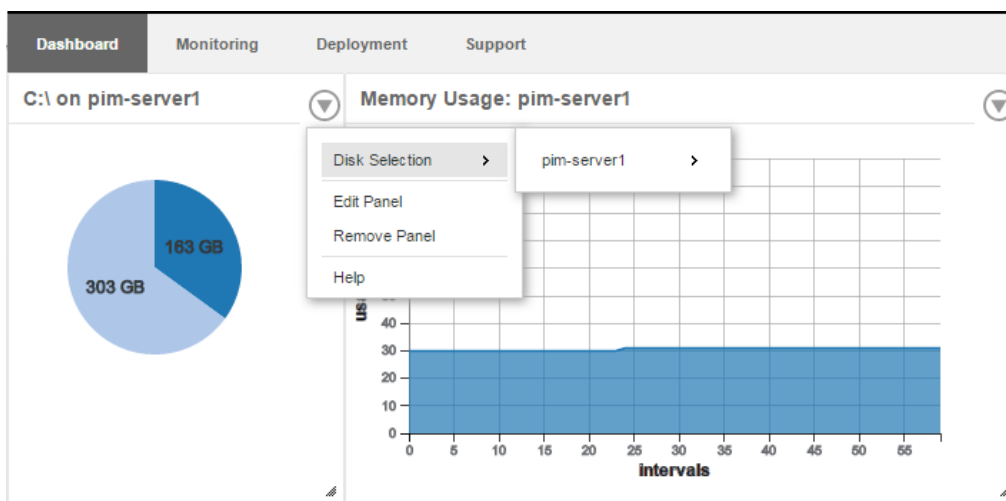 Dashboard Monitoring Deployment Support
C:\ on pim-server1
Memory Usage: pim-server1
Disk Selection
pim-server1
Edit Panel
Remove Panel
Help
163 GB
303 GB
40
30
20
10
0
0 5 10 15 20 25 30 35 40 45 50 55
intervals